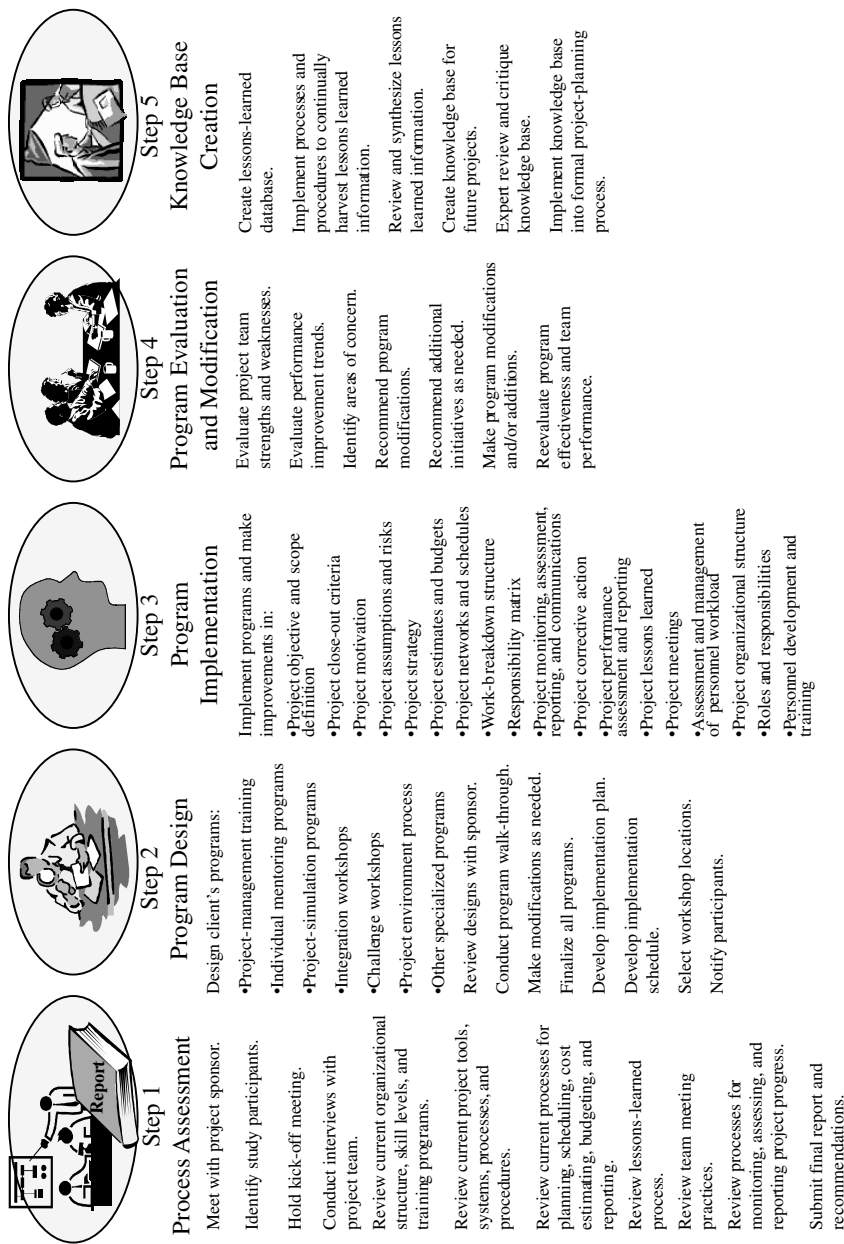 Report
Step 1
Process Assessment
Meet with project sponsor.
Identify study participants.
Hold kick-off meeting.
Conduct interviews with
project team.
Review current organizational
structure, skill levels, and
training programs.
Review current project tools,
systems, processes, and
procedures.
Review current processes for
planning, scheduling, cost
estimating, budgeting, and
reporting.
Review lessons-learned
process.
Review team meeting
practices.
Review processes for
monitoring, assessing, and
reporting project progress.
Submit final report and
recommendations.
Step 2
Program Design
Design client's programs:
•Project-management training
•Individual mentoring programs
•Project-simulation programs
•Integration workshops
•Challenge workshops
•Project environment process
•Other specialized programs
Review designs with sponsor.
Conduct program walk-through.
Make modifications as needed.
Finalize all programs.
Develop implementation plan.
Develop implementation
schedule.
Select workshop locations.
Notify participants.
Step 3
Program
Implementation
Implement programs and make
improvements in:
•Project objective and scope
definition
•Project close-out criteria
•Project motivation
•Project assumptions and risks
•Project strategy
•Project estimates and budgets
•Project networks and schedules
•Work-breakdown structure
•Responsibility matrix
•Project monitoring, assessment,
reporting, and communications
•Project corrective action
•Project performance
assessment and reporting
•Project lessons learned
•Project meetings
•Assessment and management
of personnel workload
•Project organizational structure
•Roles and responsibilities
•Personnel development and
training
Step 4
Program Evaluation
and Modification
Evaluate project team
strengths and weaknesses.
Evaluate performance
improvement trends.
Identify areas of concern.
Recommend program
modifications.
Recommend additional
initiatives as needed.
Make program modifications
and/or additions.
Reevaluate program
effectiveness and team
performance.
Step 5
Knowledge Base
Creation
Create lessons-learned
database.
Implement processes and
procedures to continually
harvest lessons learned
information.
Review and synthesize lessons
learned information.
Create knowledge base for
future projects.
Expert review and critique
knowledge base.
Implement knowledge base
into formal project-planning
process.